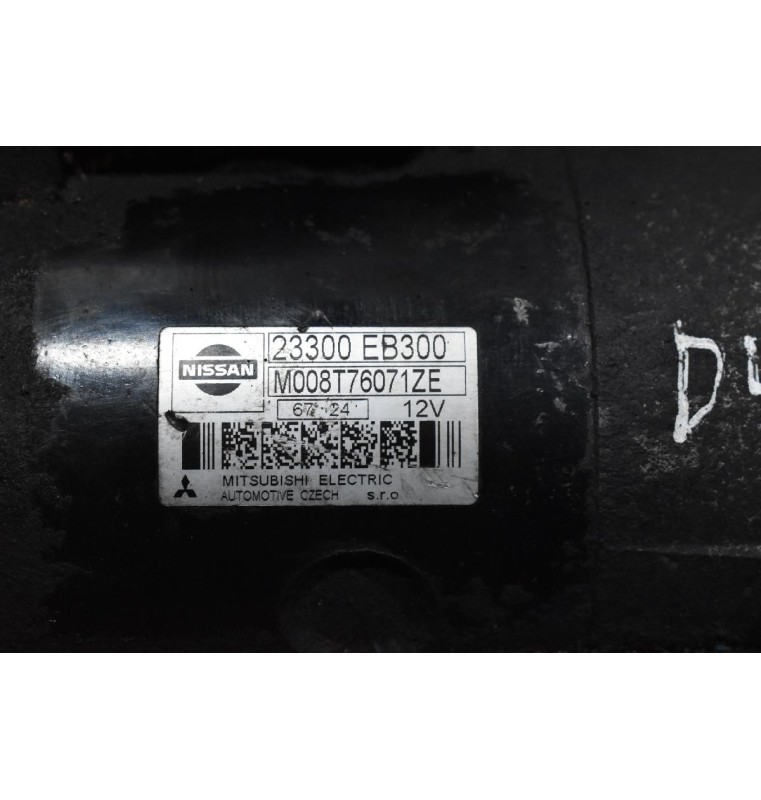 NISSAN
23300 EB300
M008T76071ZE
67 24 12V
MITSUBISHI ELECTRIC
AUTOMOTIVE CZECH s.r.o